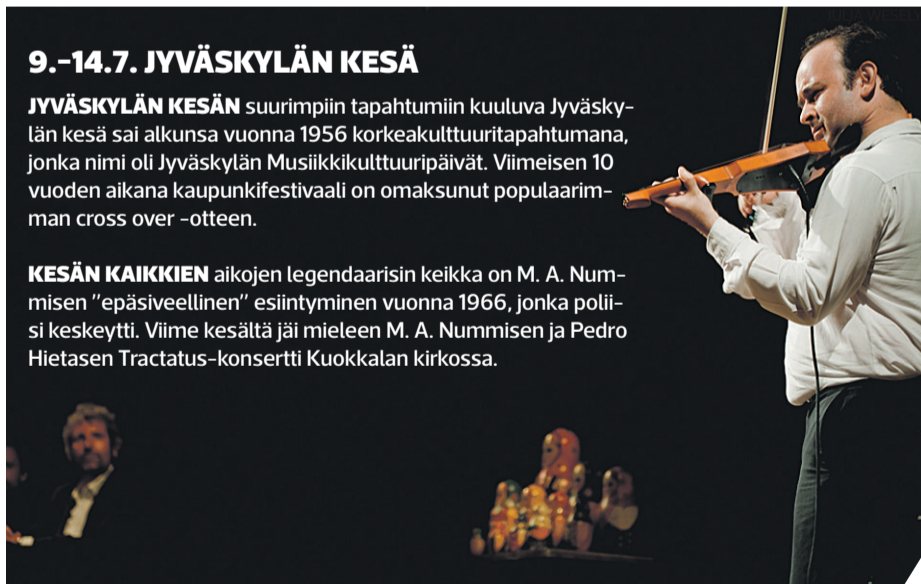 JULIA WESELY
9.–14.7. JYVÄSKYLÄN KESÄ
JYVÄSKYLÄN KESÄN suurimpiin tapahtumiin kuuluva Jyväsky-
län kesä sai alkunsa vuonna 1956 korkeakulttuuritapahtumana,
jonka nimi oli Jyväskylän Musiikkikulttuuripäivät. Viimeisen 10
vuoden aikana kaupunkifestivaali on omaksunut populaarim-
man cross over -otteen.
KESÄN KAIKKIEN aikojen legendaarisin keikka on M. A. Num-
misen ”epäsiveellinen” esiintyminen vuonna 1966, jonka polii-
si keskeytti. Viime kesältä jäi mieleen M. A. Nummisen ja Pedro
Hietasen Tractatus-konsertti Kuokkalan kirkossa.